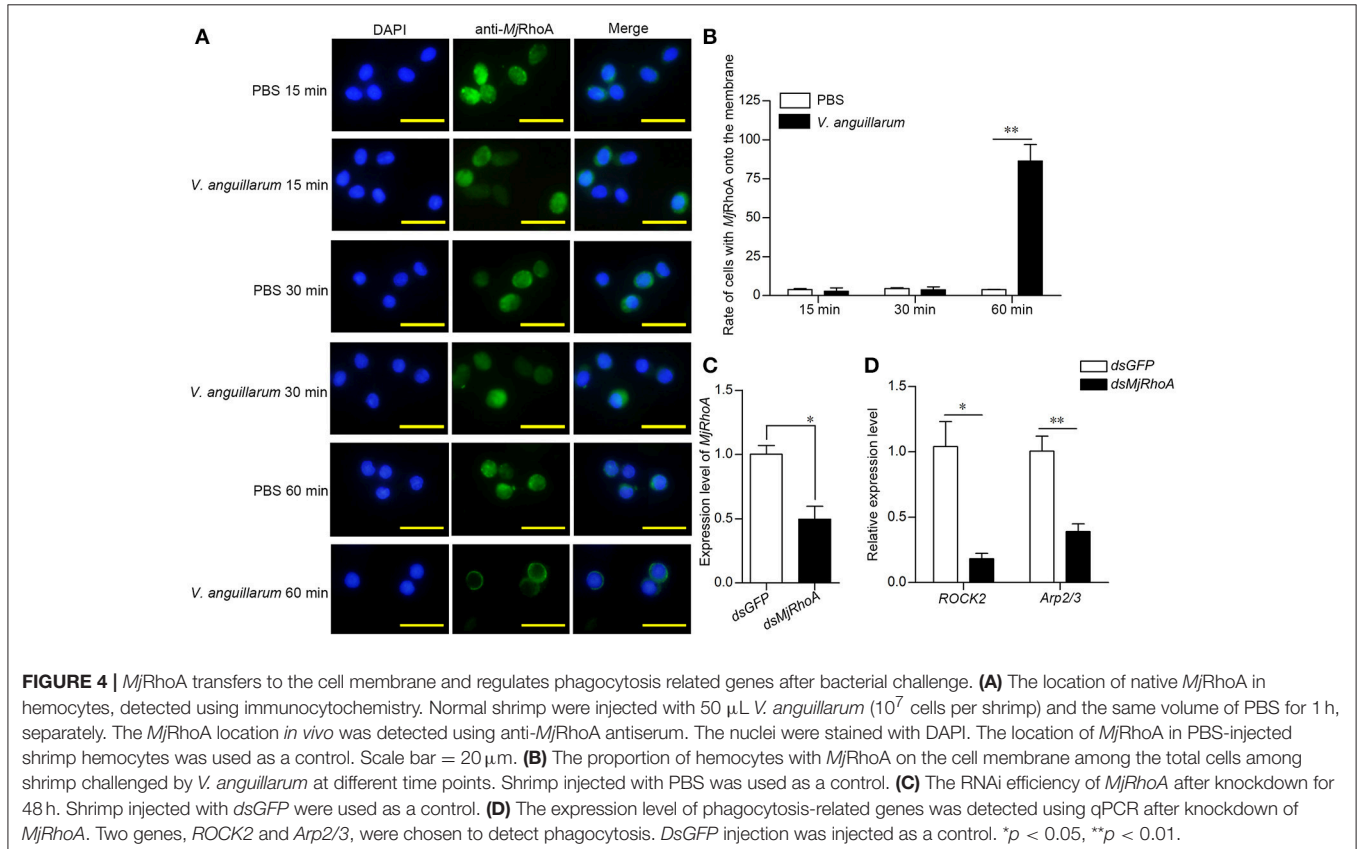 A
DAPI
anti-MjRhoA
Merge
PBS 15 min
V. anguillarum 15 min
PBS 30 min
V. anguillarum 30 min
PBS 60 min
V. anguillarum 60 min
B
Rate of cells with MjRhoA onto the membrane
125
100
75
50
25
0
PBS
V. anguillarum
**
15 min
30 min
60 min
C
Expression level of MjRhoA
1.5
1.0
0.5
0.0
*
dsGFP
dsMjRhoA
D
dsGFP
dsMjRhoA
Relative expression level
1.5
1.0
0.5
0.0
*
**
ROCK2
Arp2/3
FIGURE 4 | MjRhoA transfers to the cell membrane and regulates phagocytosis related genes after bacterial challenge. (A) The location of native MjRhoA in
hemocytes, detected using immunocytochemistry. Normal shrimp were injected with 50 μL V. anguillarum (10⁷ cells per shrimp) and the same volume of PBS for 1 h,
separately. The MjRhoA location in vivo was detected using anti-MjRhoA antiserum. The nuclei were stained with DAPI. The location of MjRhoA in PBS-injected
shrimp hemocytes was used as a control. Scale bar = 20 μm. (B) The proportion of hemocytes with MjRhoA on the cell membrane among the total cells among
shrimp challenged by V. anguillarum at different time points. Shrimp injected with PBS was used as a control. (C) The RNAi efficiency of MjRhoA after knockdown for
48 h. Shrimp injected with dsGFP were used as a control. (D) The expression level of phagocytosis-related genes was detected using qPCR after knockdown of
MjRhoA. Two genes, ROCK2 and Arp2/3, were chosen to detect phagocytosis. DsGFP injection was injected as a control. *p < 0.05, **p < 0.01.